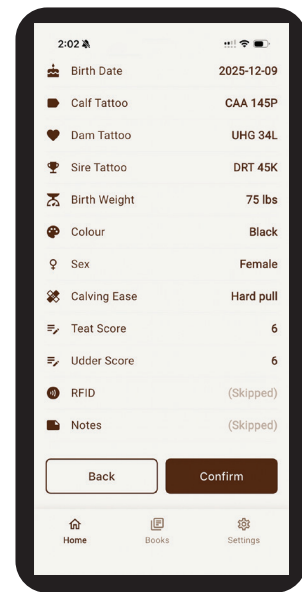 2:02
Birth Date 2025-12-09
Calf Tattoo CAA 145P
Dam Tattoo UHG 34L
Sire Tattoo DRT 45K
Birth Weight 75 lbs
Colour Black
Sex Female
Calving Ease Hard pull
Teat Score 6
Udder Score 6
RFID (Skipped)
Notes (Skipped)
Back Confirm
Home Books Settings